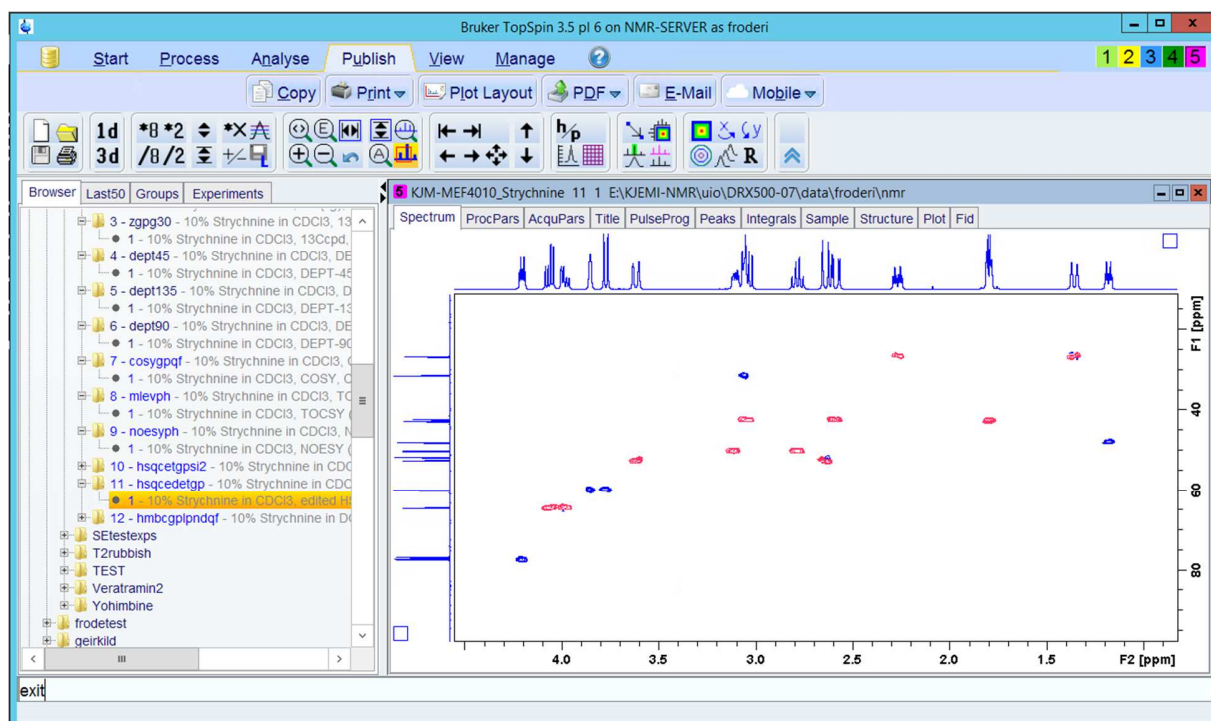 Bruker TopSpin 3.5 pl 6 on NMR-SERVER as froderi
Start Process Analyse Publish View Manage ? 1 2 3 4 5
Copy Print Plot Layout PDF E-Mail Mobile
1d *8 *2 *X E h/p
3d /8 /2 +/- L A R
Browser Last50 Groups Experiments
3 - zgpg30 - 10% Strychnine in CDCl3, 13
1 - 10% Strychnine in CDCl3, 13Ccpd,
4 - dept45 - 10% Strychnine in CDCl3, DE
1 - 10% Strychnine in CDCl3, DEPT-45
5 - dept135 - 10% Strychnine in CDCl3, D
1 - 10% Strychnine in CDCl3, DEPT-13
6 - dept90 - 10% Strychnine in CDCl3, DE
1 - 10% Strychnine in CDCl3, DEPT-90
7 - cosygpqf - 10% Strychnine in CDCl3, C
1 - 10% Strychnine in CDCl3, COSY, C
8 - mlevph - 10% Strychnine in CDCl3, TC
1 - 10% Strychnine in CDCl3, TOCSY (
9 - noesyph - 10% Strychnine in CDCl3, N
1 - 10% Strychnine in CDCl3, NOESY (
10 - hsqcetgpsi2 - 10% Strychnine in CDC
11 - hsqcedetgp - 10% Strychnine in CDC
1 - 10% Strychnine in CDCl3, edited HS
12 - hmbcgplpndqf - 10% Strychnine in D
SEtestexps
T2rubbish
TEST
Veratramin2
Yohimbine
frodetest
geirkild
5 KJM-MEF4010_Strychnine 11 1 E:\KJEMI-NMR\uio\DRX500-07\data\froderi\nmr
Spectrum ProcPars AcquPars Title PulseProg Peaks Integrals Sample Structure Plot Fid
F1 [ppm]
40
60
80
4.0 3.5 3.0 2.5 2.0 1.5 F2 [ppm]
exit